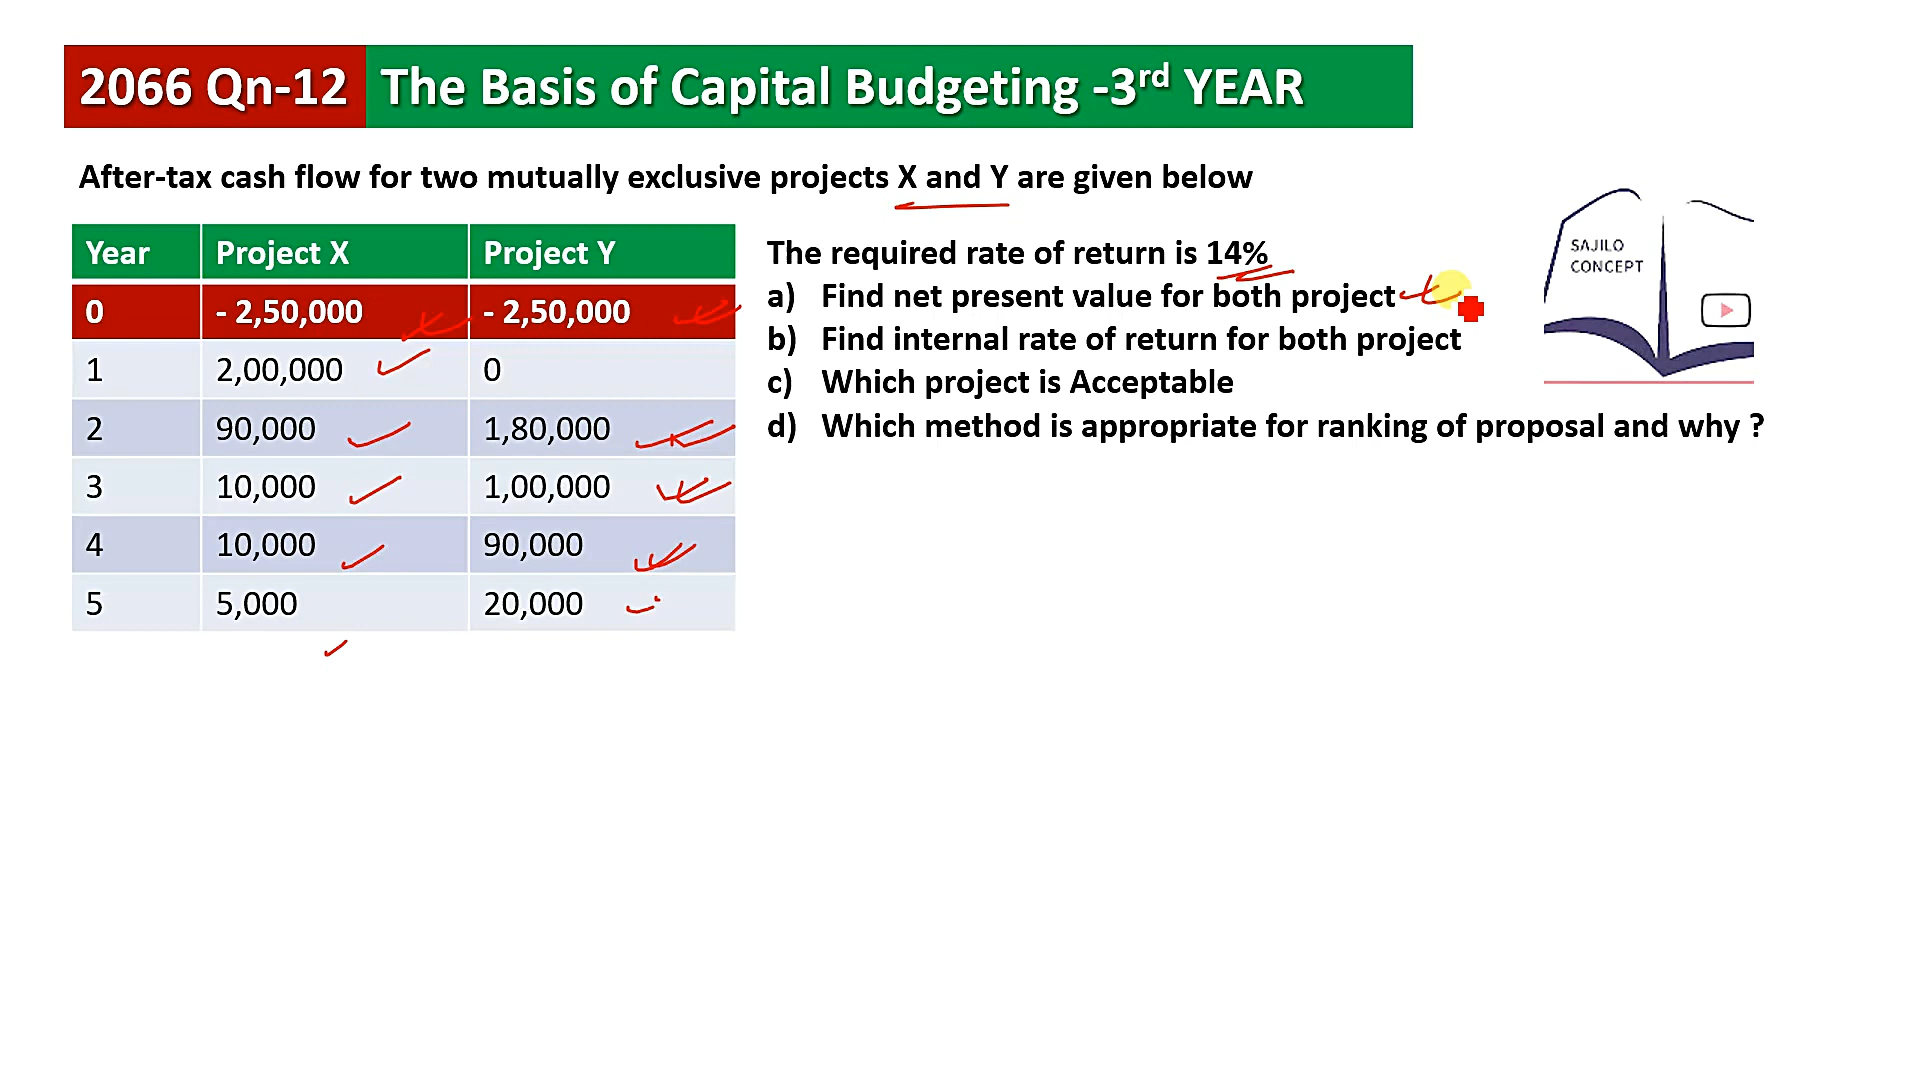 2066 Qn-12 The Basis of Capital Budgeting -3rd YEAR
After-tax cash flow for two mutually exclusive projects X and Y are given below
SAJILO
CONCEPT
Year Project X Project Y
0 - 2,50,000 - 2,50,000
1 2,00,000 0
2 90,000 1,80,000
3 10,000 1,00,000
4 10,000 90,000
5 5,000 20,000
The required rate of return is 14%
a) Find net present value for both project
b) Find internal rate of return for both project
c) Which project is Acceptable
d) Which method is appropriate for ranking of proposal and why ?